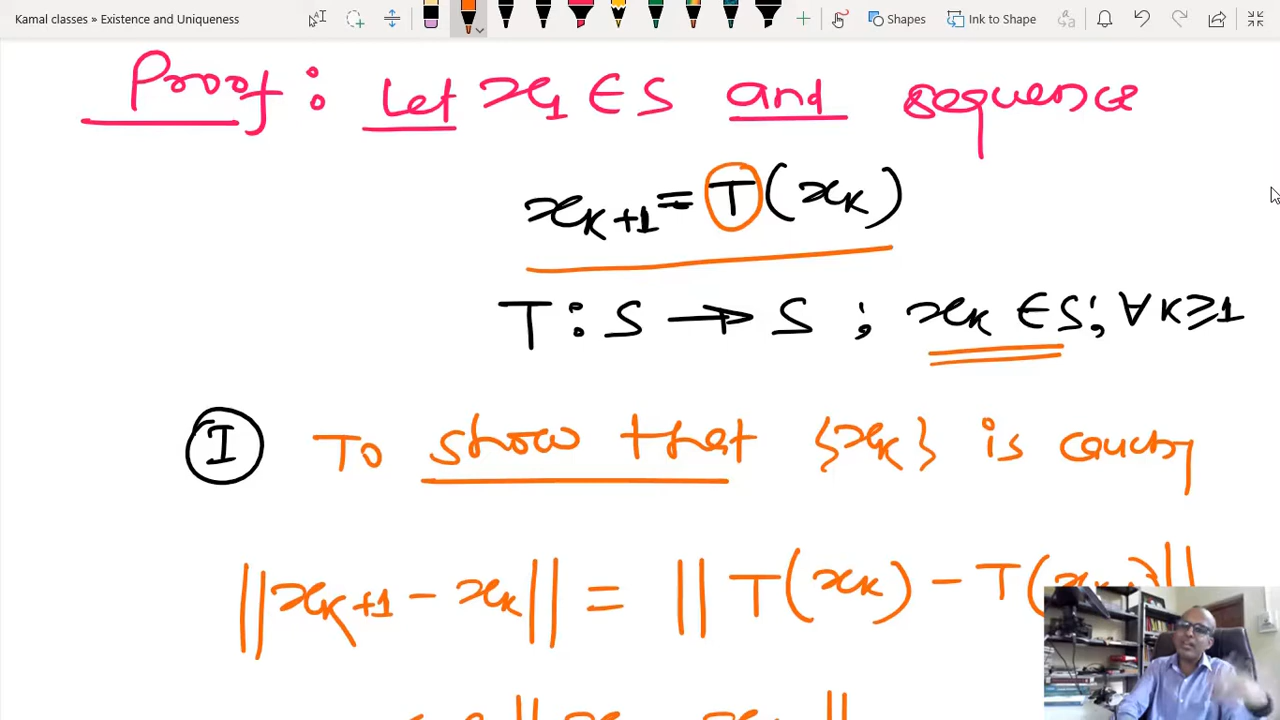 Kamal classes » Existence and Uniqueness
Shapes
Ink to Shape
Proof : Let x₁ ∈ S and sequence
xₖ₊₁ = T(xₖ)
T : S → S ; xₖ ∈ S; ∀ k ≥ 1
I To show that {xₖ} is cauchy
||xₖ₊₁ - xₖ|| = || T(xₖ) - T( ||